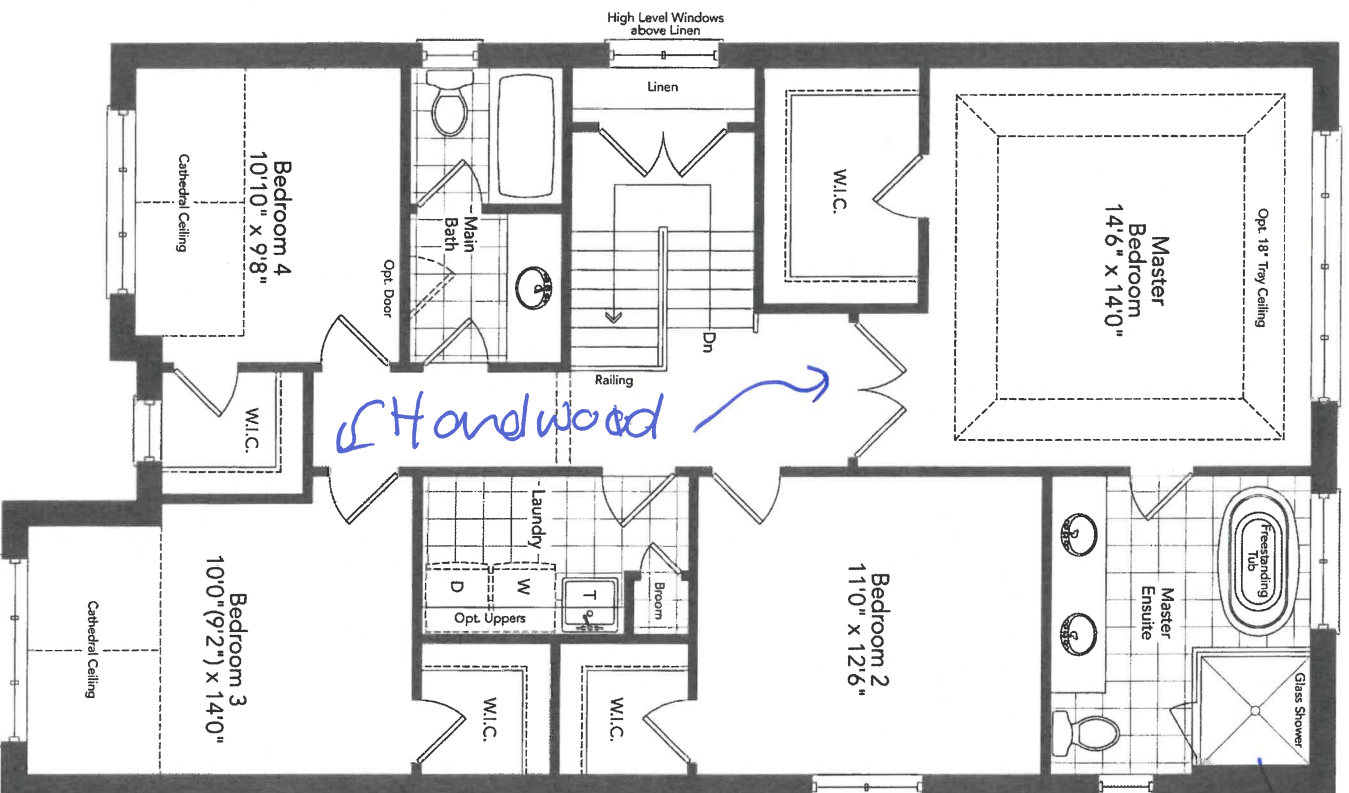 High Level Windows
above Linen
Linen
Bedroom 4
10'10" x 9'8"
Cathedral Ceiling
Opt. Door
Main
Bath
W.I.C.
Master
Bedroom
14'6" x 14'0"
Opt. 18" Tray Ceiling
Dn
Railing
W.I.C.
Hardwood
Laundry
D
W
T
Broom
Opt. Uppers
Bedroom 3
10'0"(9'2") x 14'0"
Cathedral Ceiling
W.I.C.
W.I.C.
Bedroom 2
11'0" x 12'6"
Master
Ensuite
Freestanding
Tub
Glass Shower